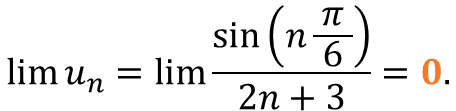 lim uₙ = lim sin (n π/6) / 2n + 3 = 0.